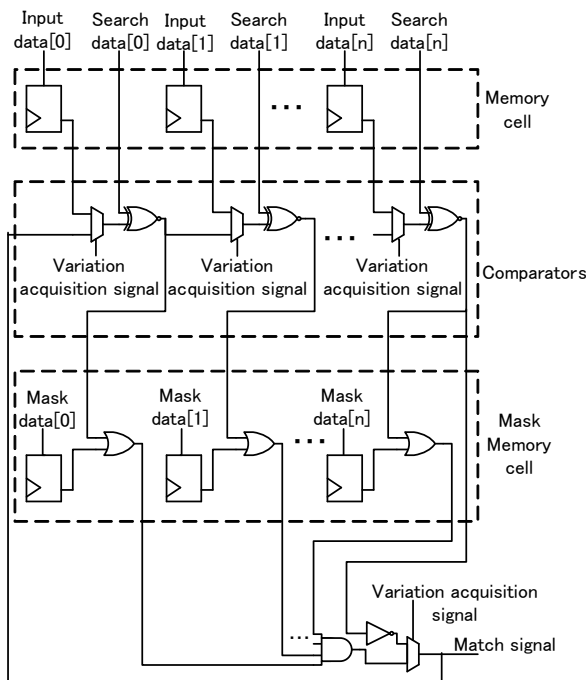 Input
data[0]
Search
data[0]
Input
data[1]
Search
data[1]
Input
data[n]
Search
data[n]
Memory
cell
Variation
acquisition signal
Variation
acquisition signal
Variation
acquisition signal
Comparators
Mask
data[0]
Mask
data[1]
Mask
data[n]
Mask
Memory
cell
Variation acquisition
signal
Match signal